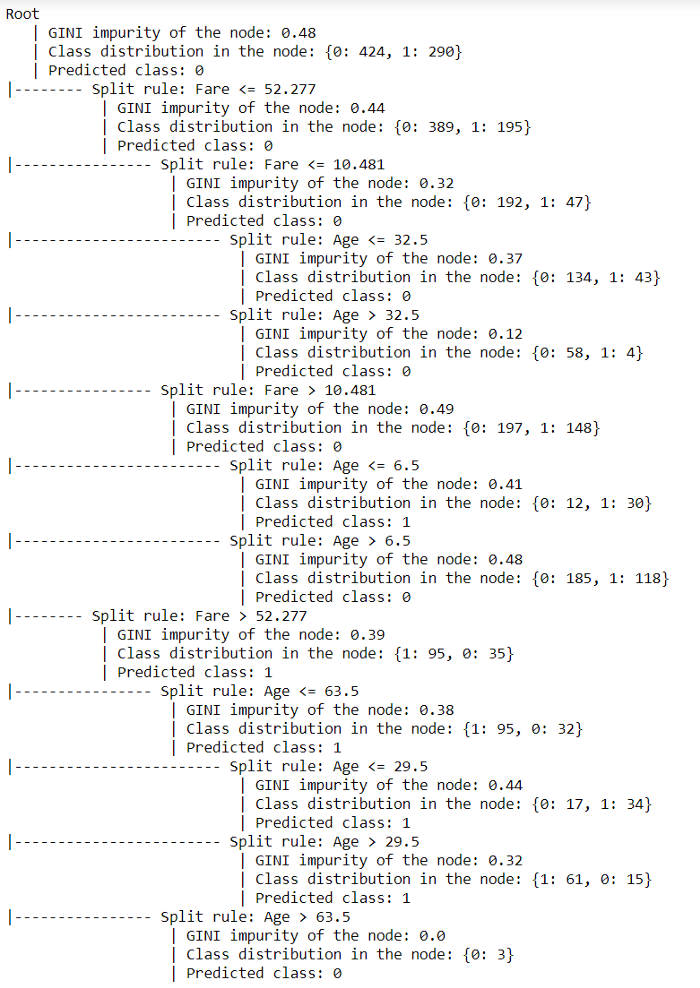 Root
| GINI impurity of the node: 0.48
| Class distribution in the node: {0: 424, 1: 290}
| Predicted class: 0
|-------- Split rule: Fare <= 52.277
| GINI impurity of the node: 0.44
| Class distribution in the node: {0: 389, 1: 195}
| Predicted class: 0
|---------------- Split rule: Fare <= 10.481
| GINI impurity of the node: 0.32
| Class distribution in the node: {0: 192, 1: 47}
| Predicted class: 0
|------------------------ Split rule: Age <= 32.5
| GINI impurity of the node: 0.37
| Class distribution in the node: {0: 134, 1: 43}
| Predicted class: 0
|------------------------ Split rule: Age > 32.5
| GINI impurity of the node: 0.12
| Class distribution in the node: {0: 58, 1: 4}
| Predicted class: 0
|---------------- Split rule: Fare > 10.481
| GINI impurity of the node: 0.49
| Class distribution in the node: {0: 197, 1: 148}
| Predicted class: 0
|------------------------ Split rule: Age <= 6.5
| GINI impurity of the node: 0.41
| Class distribution in the node: {0: 12, 1: 30}
| Predicted class: 1
|------------------------ Split rule: Age > 6.5
| GINI impurity of the node: 0.48
| Class distribution in the node: {0: 185, 1: 118}
| Predicted class: 0
|-------- Split rule: Fare > 52.277
| GINI impurity of the node: 0.39
| Class distribution in the node: {1: 95, 0: 35}
| Predicted class: 1
|---------------- Split rule: Age <= 63.5
| GINI impurity of the node: 0.38
| Class distribution in the node: {1: 95, 0: 32}
| Predicted class: 1
|------------------------ Split rule: Age <= 29.5
| GINI impurity of the node: 0.44
| Class distribution in the node: {0: 17, 1: 34}
| Predicted class: 1
|------------------------ Split rule: Age > 29.5
| GINI impurity of the node: 0.32
| Class distribution in the node: {1: 61, 0: 15}
| Predicted class: 1
|---------------- Split rule: Age > 63.5
| GINI impurity of the node: 0.0
| Class distribution in the node: {0: 3}
| Predicted class: 0